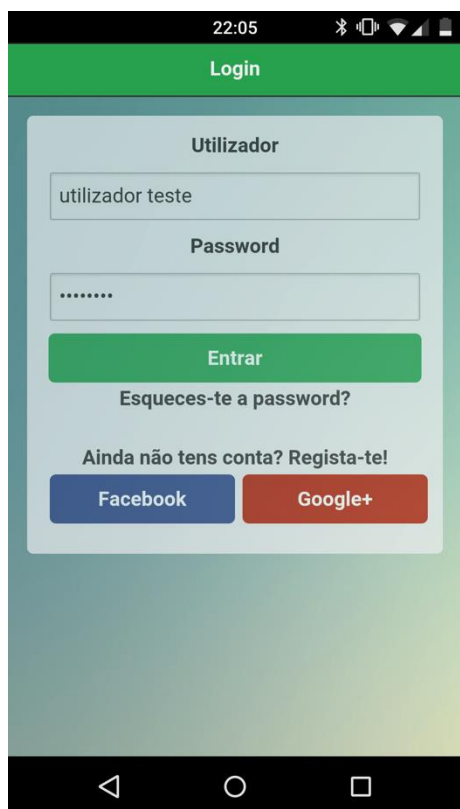 22:05
Login
Utilizador
utilizador teste
Password
••••••••
Entrar
Esqueces-te a password?
Ainda não tens conta? Regista-te!
Facebook
Google+